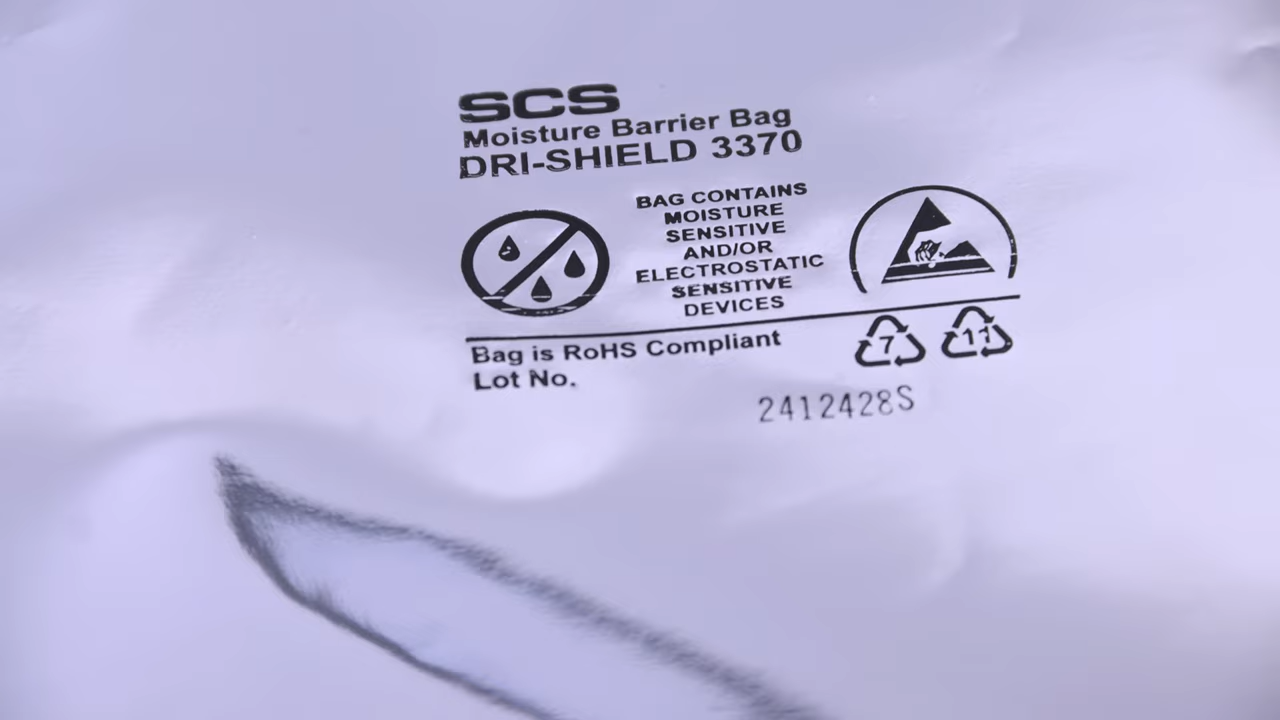 SCS
Moisture Barrier Bag
DRI-SHIELD 3370
BAG CONTAINS
MOISTURE
SENSITIVE
AND/OR
ELECTROSTATIC
SENSITIVE
DEVICES
Bag is RoHS Compliant
7
11
Lot No.
2412428S